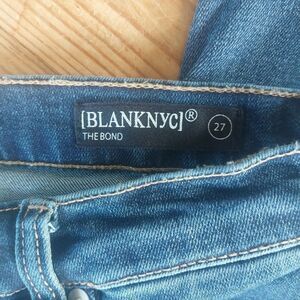 [BLANKNYC]®
THE BOND
27